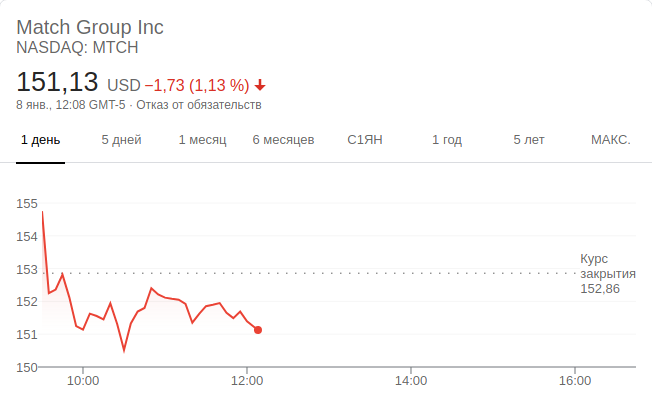 Match Group Inc
NASDAQ: MTCH
151,13 USD −1,73 (1,13 %)
8 янв., 12:08 GMT-5 · Отказ от обязательств
1 день 5 дней 1 месяц 6 месяцев С1ЯН 1 год 5 лет МАКС.
155
154
153
152
151
150
Курс
закрытия
152,86
10:00 12:00 14:00 16:00